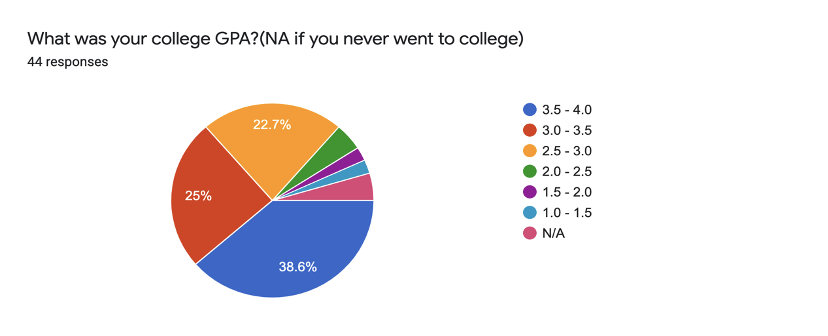 What was your college GPA?(NA if you never went to college)
44 responses
22.7%
25%
38.6%
3.5 - 4.0
3.0 - 3.5
2.5 - 3.0
2.0 - 2.5
1.5 - 2.0
1.0 - 1.5
N/A